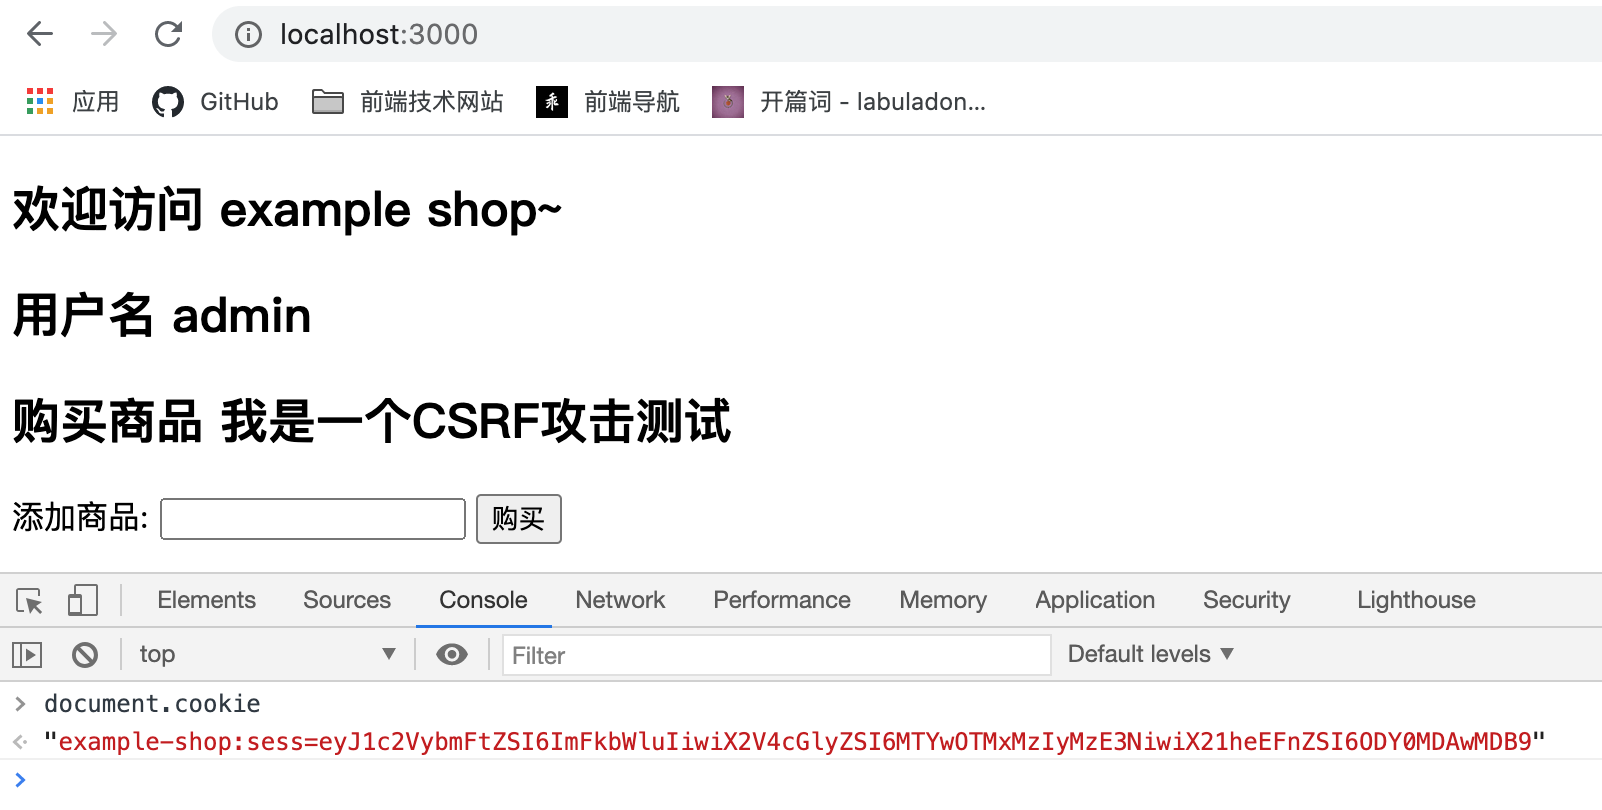 localhost:3000
应用 GitHub 前端技术网站 乖 前端导航 开篇词 - labuladon...
欢迎访问 example shop~
用户名 admin
购买商品 我是一个CSRF攻击测试
添加商品: 购买
Elements Sources Console Network Performance Memory Application Security Lighthouse
top Filter Default levels
document.cookie
"example-shop:sess=eyJ1c2VybmFtZSI6ImFkbWluIiwiX2V4cGlyZSI6MTYwOTMxMzIyMzE3NiwiX21heEFnZSI6ODY0MDAwMDB9"